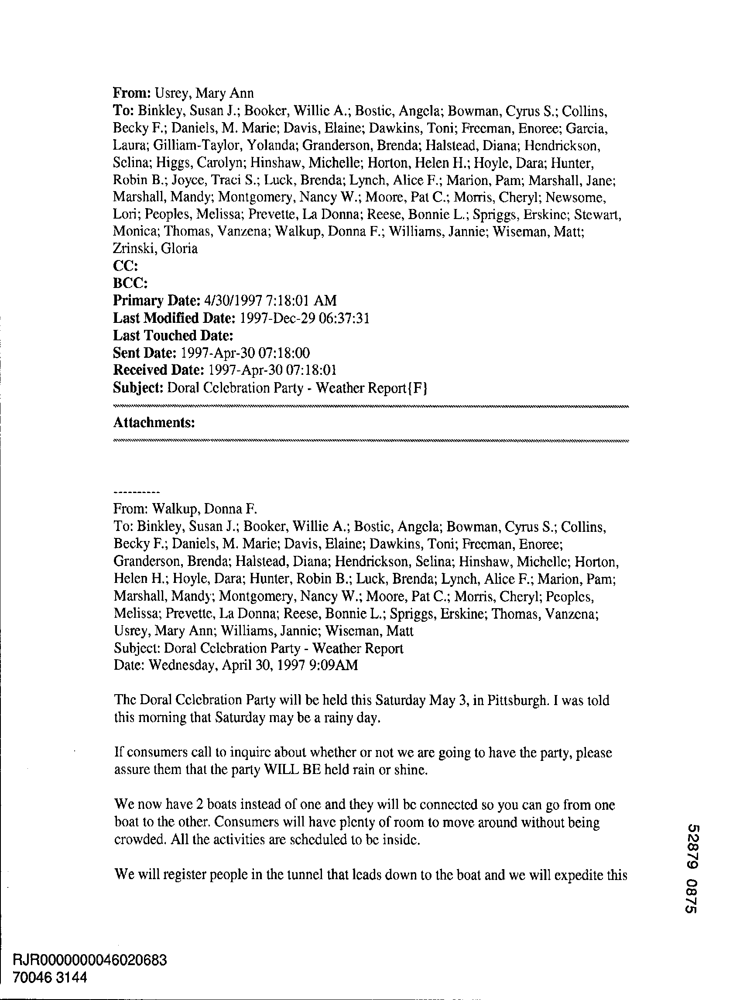 From: Usrey, Mary Ann
To: Binkley, Susan J.; Booker, Willie A.; Bostic, Angela; Bowman, Cyrus S.; Collins,
Becky F.; Daniels, M. Marie; Davis, Elaine; Dawkins, Toni; Freeman, Enoree; Garcia,
Laura; Gilliam-Taylor, Yolanda; Granderson, Brenda; Halstead, Diana; Hendrickson,
Selina; Higgs, Carolyn; Hinshaw, Michelle; Horton, Helen H.; Hoyle, Dara; Hunter,
Robin B.; Joyce, Traci S.; Luck, Brenda; Lynch, Alice F.; Marion, Pam; Marshall, Jane;
Marshall, Mandy; Montgomery, Nancy W.; Moore, Pat C.; Morris, Cheryl; Newsome,
Lori; Peoples, Melissa; Prevette, La Donna; Reese, Bonnie L.; Spriggs, Erskine; Stewart,
Monica; Thomas, Vanzena; Walkup, Donna F.; Williams, Jannie; Wiseman, Matt;
Zrinski, Gloria
CC:
BCC:
Primary Date: 4/30/1997 7:18:01 AM
Last Modified Date: 1997-Dec-29 06:37:31
Last Touched Date:
Sent Date: 1997-Apr-30 07:18:00
Received Date: 1997-Apr-30 07:18:01
Subject: Doral Celebration Party - Weather Report{F}
Attachments:
----------
From: Walkup, Donna F.
To: Binkley, Susan J.; Booker, Willie A.; Bostic, Angela; Bowman, Cyrus S.; Collins,
Becky F.; Daniels, M. Marie; Davis, Elaine; Dawkins, Toni; Freeman, Enoree;
Granderson, Brenda; Halstead, Diana; Hendrickson, Selina; Hinshaw, Michelle; Horton,
Helen H.; Hoyle, Dara; Hunter, Robin B.; Luck, Brenda; Lynch, Alice F.; Marion, Pam;
Marshall, Mandy; Montgomery, Nancy W.; Moore, Pat C.; Morris, Cheryl; Peoples,
Melissa; Prevette, La Donna; Reese, Bonnie L.; Spriggs, Erskine; Thomas, Vanzena;
Usrey, Mary Ann; Williams, Jannie; Wiseman, Matt
Subject: Doral Celebration Party - Weather Report
Date: Wednesday, April 30, 1997 9:09AM
The Doral Celebration Party will be held this Saturday May 3, in Pittsburgh. I was told
this morning that Saturday may be a rainy day.
If consumers call to inquire about whether or not we are going to have the party, please
assure them that the party WILL BE held rain or shine.
We now have 2 boats instead of one and they will be connected so you can go from one
boat to the other. Consumers will have plenty of room to move around without being
crowded. All the activities are scheduled to be inside.
We will register people in the tunnel that leads down to the boat and we will expedite this
52879 0875
RJR0000000046020683
70046 3144